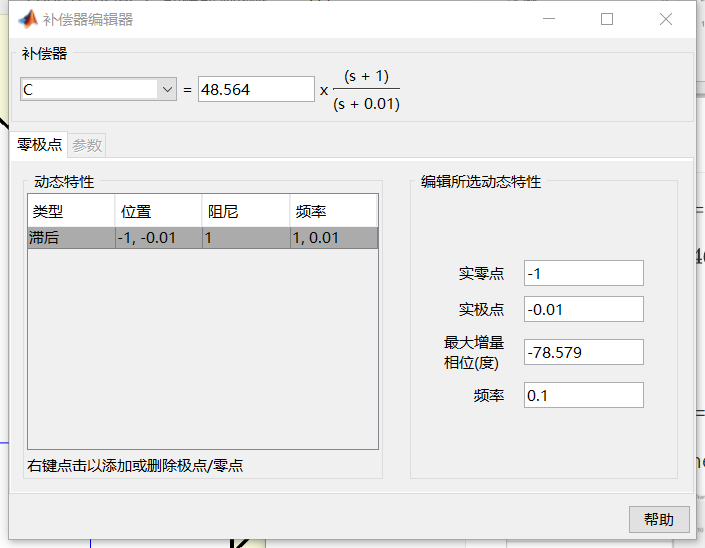 补偿器编辑器
补偿器
C = 48.564 x (s + 1)
(s + 0.01)
零极点 参数
动态特性
类型 位置 阻尼 频率
滞后 -1, -0.01 1 1, 0.01
右键点击以添加或删除极点/零点
编辑所选动态特性
实零点 -1
实极点 -0.01
最大增量
相位(度) -78.579
频率 0.1
帮助